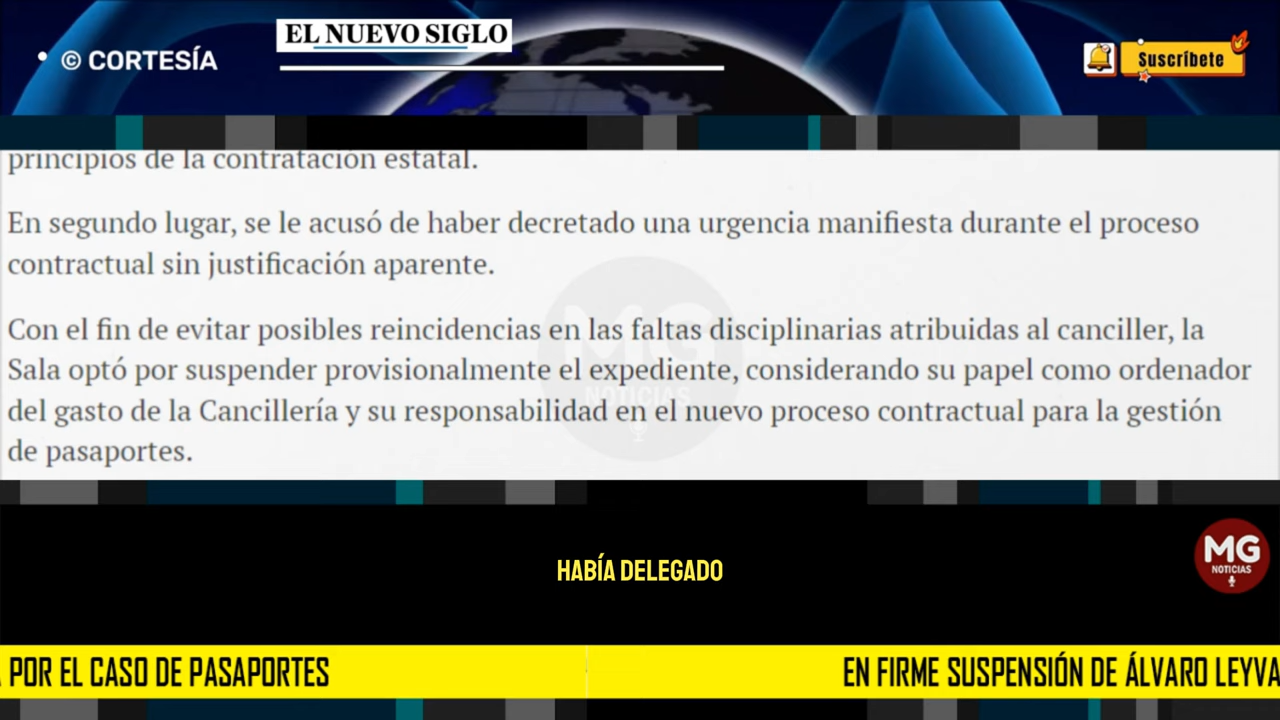 EL NUEVO SIGLO
© CORTESÍA
Suscríbete
principios de la contratación estatal.
En segundo lugar, se le acusó de haber decretado una urgencia manifiesta durante el proceso
contractual sin justificación aparente.
Con el fin de evitar posibles reincidencias en las faltas disciplinarias atribuidas al canciller, la
Sala optó por suspender provisionalmente el expediente, considerando su papel como ordenador
del gasto de la Cancillería y su responsabilidad en el nuevo proceso contractual para la gestión
de pasaportes.
MG
NOTICIAS
HABÍA DELEGADO
MG
NOTICIAS
POR EL CASO DE PASAPORTES
EN FIRME SUSPENSIÓN DE ÁLVARO LEYVA